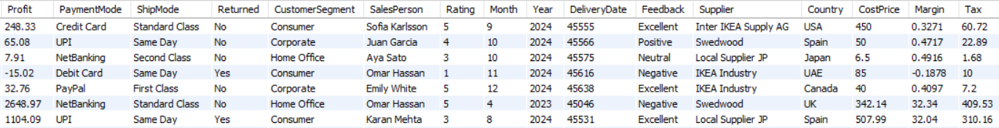 Profit PaymentMode ShipMode Returned CustomerSegment SalesPerson Rating Month Year DeliveryDate Feedback Supplier Country CostPrice Margin Tax
248.33 Credit Card Standard Class No Consumer Sofia Karlsson 5 9 2024 45555 Excellent Inter IKEA Supply AG USA 450 0.3271 60.72
65.08 UPI Same Day No Corporate Juan Garcia 4 10 2024 45566 Positive Swedwood Spain 50 0.4717 22.89
7.91 NetBanking Second Class No Home Office Aya Sato 3 10 2024 45575 Neutral Local Supplier JP Japan 6.5 0.4916 1.68
-15.02 Debit Card Same Day Yes Consumer Omar Hassan 1 11 2024 45616 Negative IKEA Industry UAE 85 -0.1878 10
32.76 PayPal First Class No Corporate Emily White 5 12 2024 45638 Excellent IKEA Industry Canada 40 0.4097 7.2
2648.97 NetBanking Standard Class No Home Office Omar Hassan 5 4 2023 45046 Negative Swedwood UK 342.14 32.34 409.53
1104.09 UPI Same Day Yes Consumer Karan Mehta 3 8 2024 45531 Excellent Local Supplier JP Spain 507.99 32.04 310.16